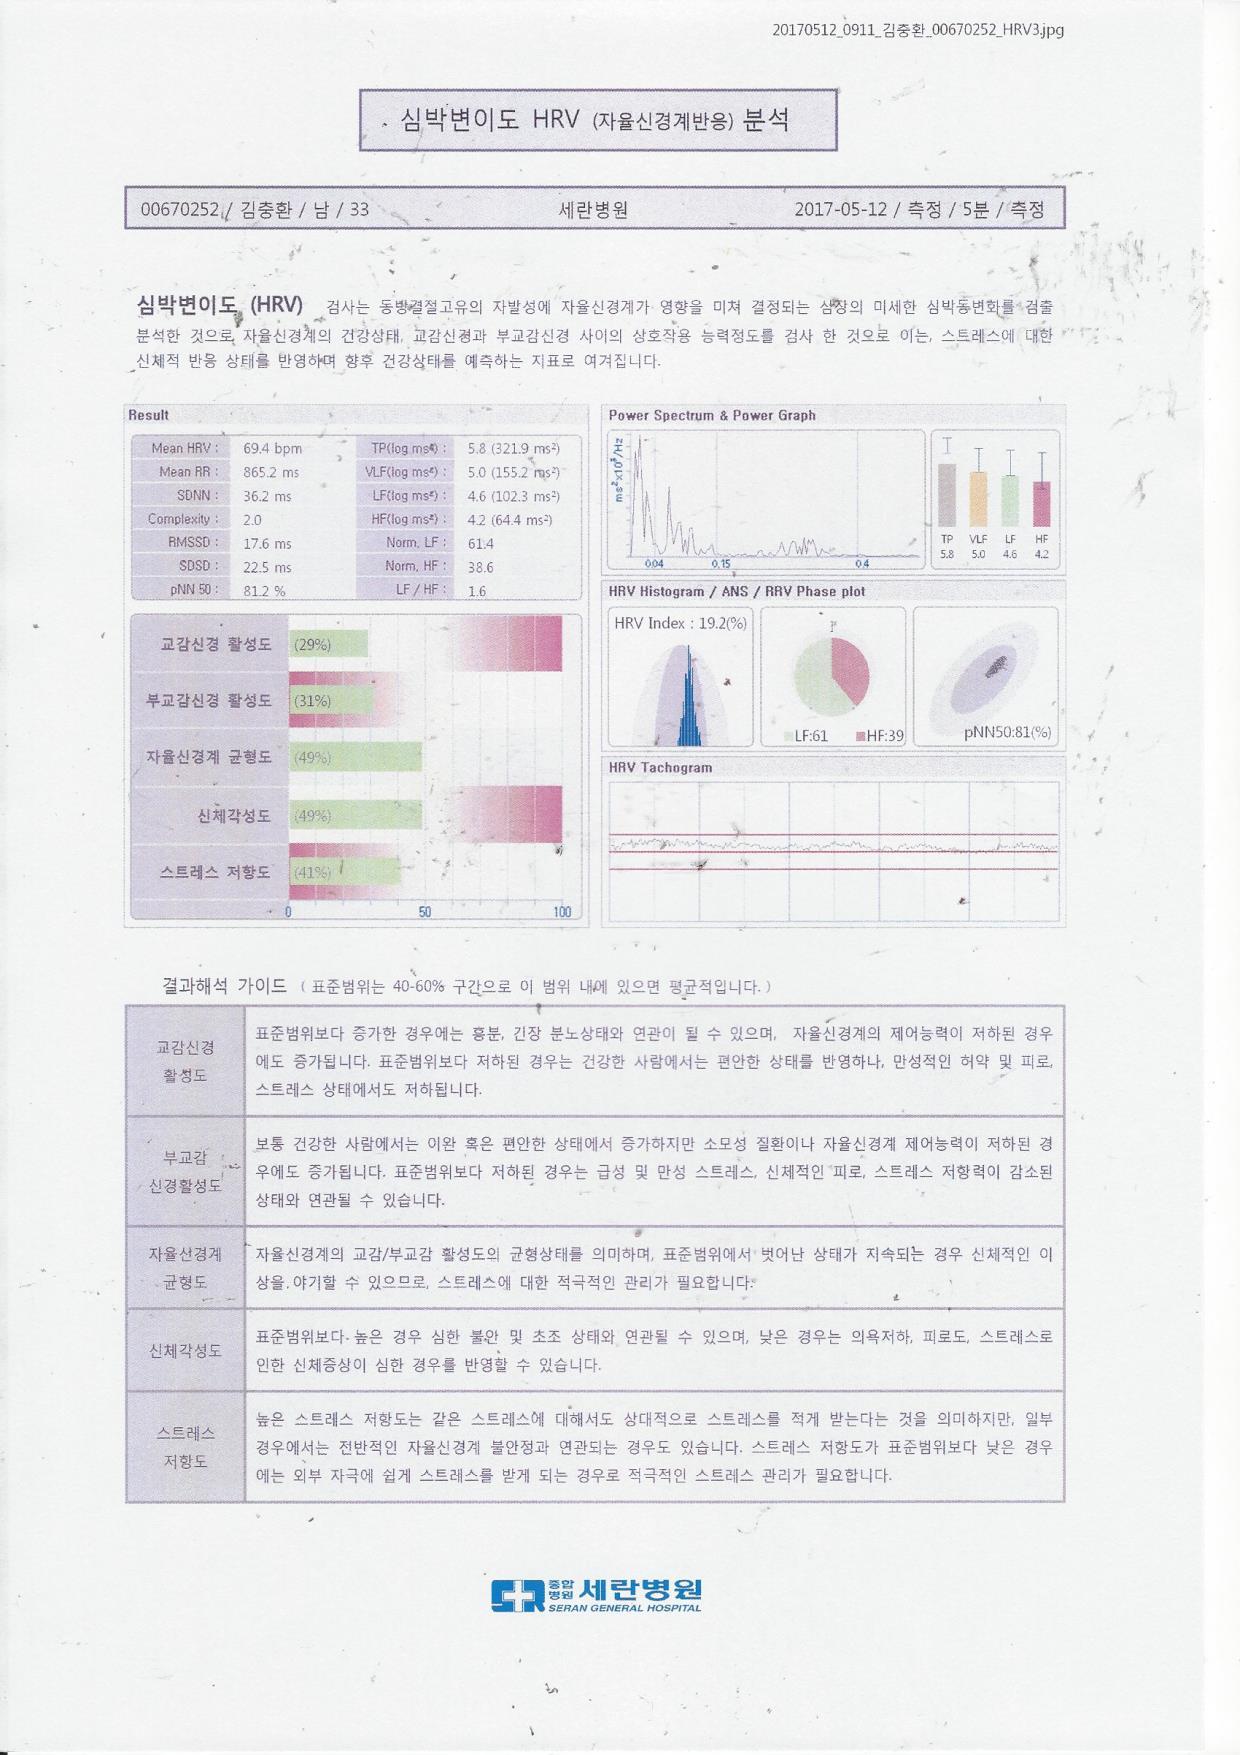 20170512_0911_김충환_00670252_HRV3.jpg
심박변이도 HRV (자율신경계반응) 분석
00670252 / 김충환 / 남 / 33 세란병원 2017-05-12 / 측정 / 5분 / 측정
심박변이도 (HRV) 검사는 동방결절고유의 자발성에 자율신경계가 영향을 미쳐 결정되는 심장의 미세한 심박동변화를 검출
분석한 것으로, 자율신경계의 건강상태, 교감신경과 부교감신경 사이의 상호작용 능력정도를 검사 한 것으로 이는, 스트레스에 대한
신체적 반응 상태를 반영하며 향후 건강상태를 예측하는 지표로 여겨집니다.
Result
Mean HRV : 69.4 bpm TP(log ms²) : 5.8 (321.9 ms²)
Mean RR : 865.2 ms VLF(log ms²) : 5.0 (155.2 ms²)
SDNN : 36.2 ms LF(log ms²) : 4.6 (102.3 ms²)
Complexity : 2.0 HF(log ms²) : 4.2 (64.4 ms²)
RMSSD : 17.6 ms Norm. LF : 61.4
SDSD : 22.5 ms Norm. HF : 38.6
pNN 50 : 81.2 % LF / HF : 1.6
교감신경 활성도 (29%)
부교감신경 활성도 (31%)
자율신경계 균형도 (49%)
신체각성도 (49%)
스트레스 저항도 (41%)
0 50 100
Power Spectrum & Power Graph
0.04 0.15 0.4
TP VLF LF HF
5.8 5.0 4.6 4.2
HRV Histogram / ANS / RRV Phase plot
HRV Index : 19.2(%)
LF:61 HF:39
pNN50:81(%)
HRV Tachogram
결과해석 가이드 ( 표준범위는 40-60% 구간으로 이 범위 내에 있으면 평균적입니다. )
교감신경
활성도
표준범위보다 증가한 경우에는 흥분, 긴장 분노상태와 연관이 될 수 있으며, 자율신경계의 제어능력이 저하된 경우
에도 증가됩니다. 표준범위보다 저하된 경우는 건강한 사람에서는 편안한 상태를 반영하나, 만성적인 허약 및 피로,
스트레스 상태에서도 저하됩니다.
부교감
신경활성도
보통 건강한 사람에서는 이완 혹은 편안한 상태에서 증가하지만 소모성 질환이나 자율신경계 제어능력이 저하된 경
우에도 증가됩니다. 표준범위보다 저하된 경우는 급성 및 만성 스트레스, 신체적인 피로, 스트레스 저항력이 감소된
상태와 연관될 수 있습니다.
자율신경계
균형도
자율신경계의 교감/부교감 활성도의 균형상태를 의미하며, 표준범위에서 벗어난 상태가 지속되는 경우 신체적인 이
상을 야기할 수 있으므로, 스트레스에 대한 적극적인 관리가 필요합니다.
신체각성도
표준범위보다 높은 경우 심한 불안 및 초조 상태와 연관될 수 있으며, 낮은 경우는 의욕저하, 피로도, 스트레스로
인한 신체증상이 심한 경우를 반영할 수 있습니다.
스트레스
저항도
높은 스트레스 저항도는 같은 스트레스에 대해서도 상대적으로 스트레스를 적게 받는다는 것을 의미하지만, 일부
경우에서는 전반적인 자율신경계 불안정과 연관되는 경우도 있습니다. 스트레스 저항도가 표준범위보다 낮은 경우
에는 외부 자극에 쉽게 스트레스를 받게 되는 경우로 적극적인 스트레스 관리가 필요합니다.
종합
병원 세란병원
SERAN GENERAL HOSPITAL